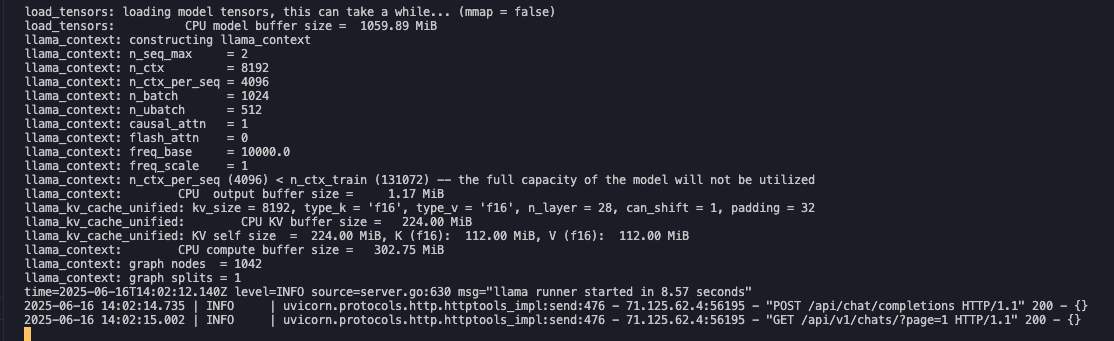 load_tensors: loading model tensors, this can take a while... (mmap = false)
load_tensors:          CPU model buffer size =  1059.89 MiB
llama_context: constructing llama_context
llama_context: n_seq_max     = 2
llama_context: n_ctx         = 8192
llama_context: n_ctx_per_seq = 4096
llama_context: n_batch       = 1024
llama_context: n_ubatch      = 512
llama_context: causal_attn   = 1
llama_context: flash_attn    = 0
llama_context: freq_base     = 10000.0
llama_context: freq_scale    = 1
llama_context: n_ctx_per_seq (4096) < n_ctx_train (131072) -- the full capacity of the model will not be utilized
llama_context:        CPU  output buffer size =     1.17 MiB
llama_kv_cache_unified: kv_size = 8192, type_k = 'f16', type_v = 'f16', n_layer = 28, can_shift = 1, padding = 32
llama_kv_cache_unified:        CPU KV buffer size =   224.00 MiB
llama_kv_cache_unified: KV self size  =  224.00 MiB, K (f16):  112.00 MiB, V (f16):  112.00 MiB
llama_context:        CPU compute buffer size =   302.75 MiB
llama_context: graph nodes  = 1042
llama_context: graph splits = 1
time=2025-06-16T14:02:12.140Z level=INFO source=server.go:630 msg="llama runner started in 8.57 seconds"
2025-06-16 14:02:14.735 | INFO     | uvicorn.protocols.http.httptools_impl:send:476 - 71.125.62.4:56195 - "POST /api/chat/completions HTTP/1.1" 200 - {}
2025-06-16 14:02:15.002 | INFO     | uvicorn.protocols.http.httptools_impl:send:476 - 71.125.62.4:56195 - "GET /api/v1/chats/?page=1 HTTP/1.1" 200 - {}